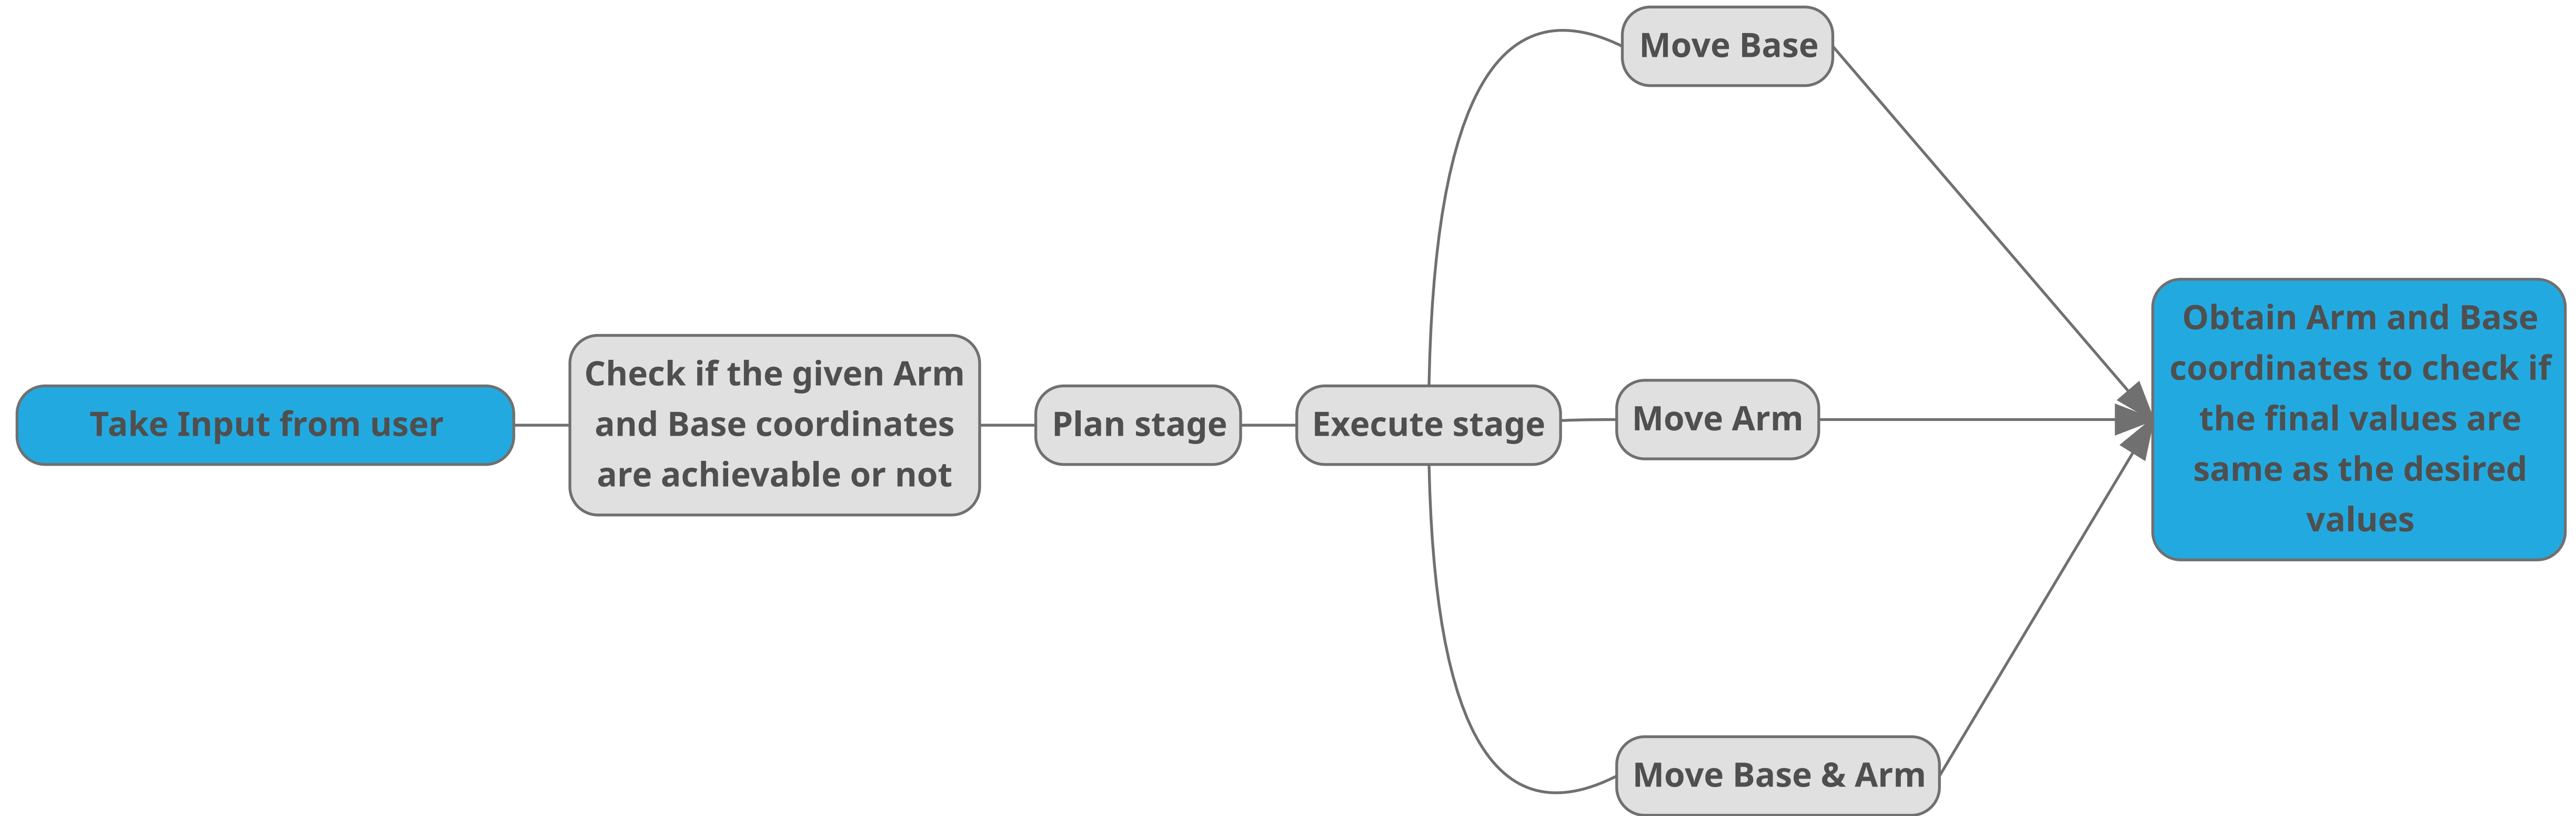 Take Input from user
Check if the given Arm
and Base coordinates
are achievable or not
Plan stage
Execute stage
Move Base
Move Arm
Move Base & Arm
Obtain Arm and Base
coordinates to check if
the final values are
same as the desired
values